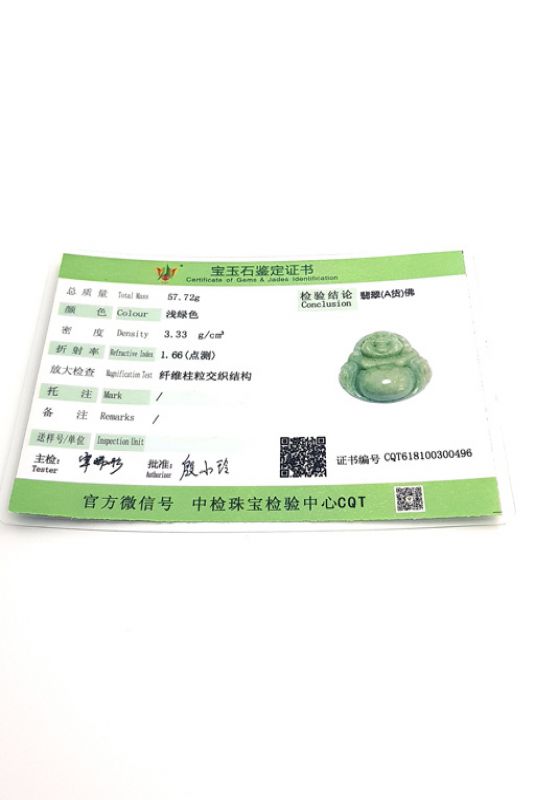 宝玉石鉴定证书
Certificate of Gems & Jades Identification
总质量 Total Mass 57.72g
颜色 Colour 浅绿色
密度 Density 3.33 g/cm³
折射率 Refractive Index 1.66(点测)
放大检查 Magnification Test 纤维柱粒交织结构
托注 Mark /
备注 Remarks /
送样号/单位 Inspection Unit
检验结论 翡翠(A货)佛
Conclusion
主检:
Tester
批准: 殷小玲
Authorizer
证书编号 CQT618100300496
官方微信号 中检珠宝检验中心CQT